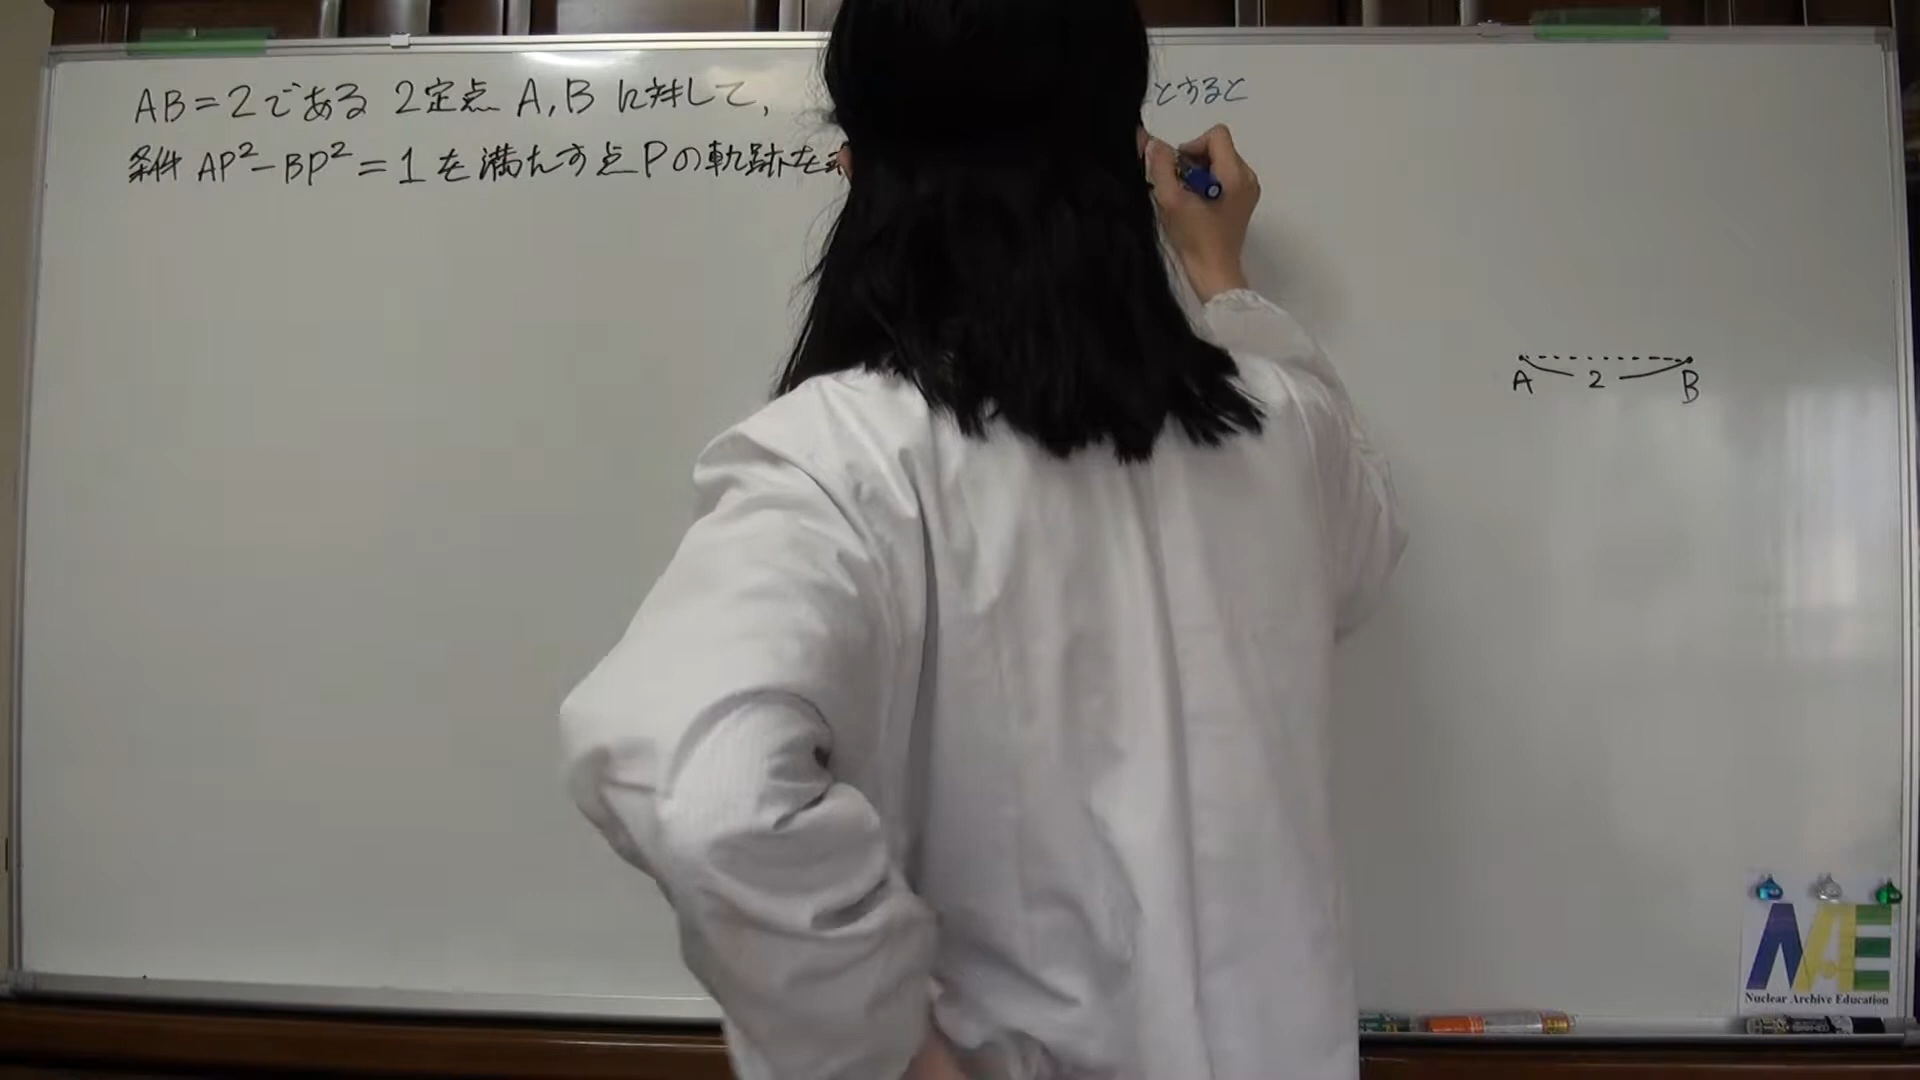 AB=2である 2定点 A,B に対して,
とすると
条件 AP²-BP²=1 を満たす点Pの軌跡を
A 2 B
NAE
Nuclear Archive Education